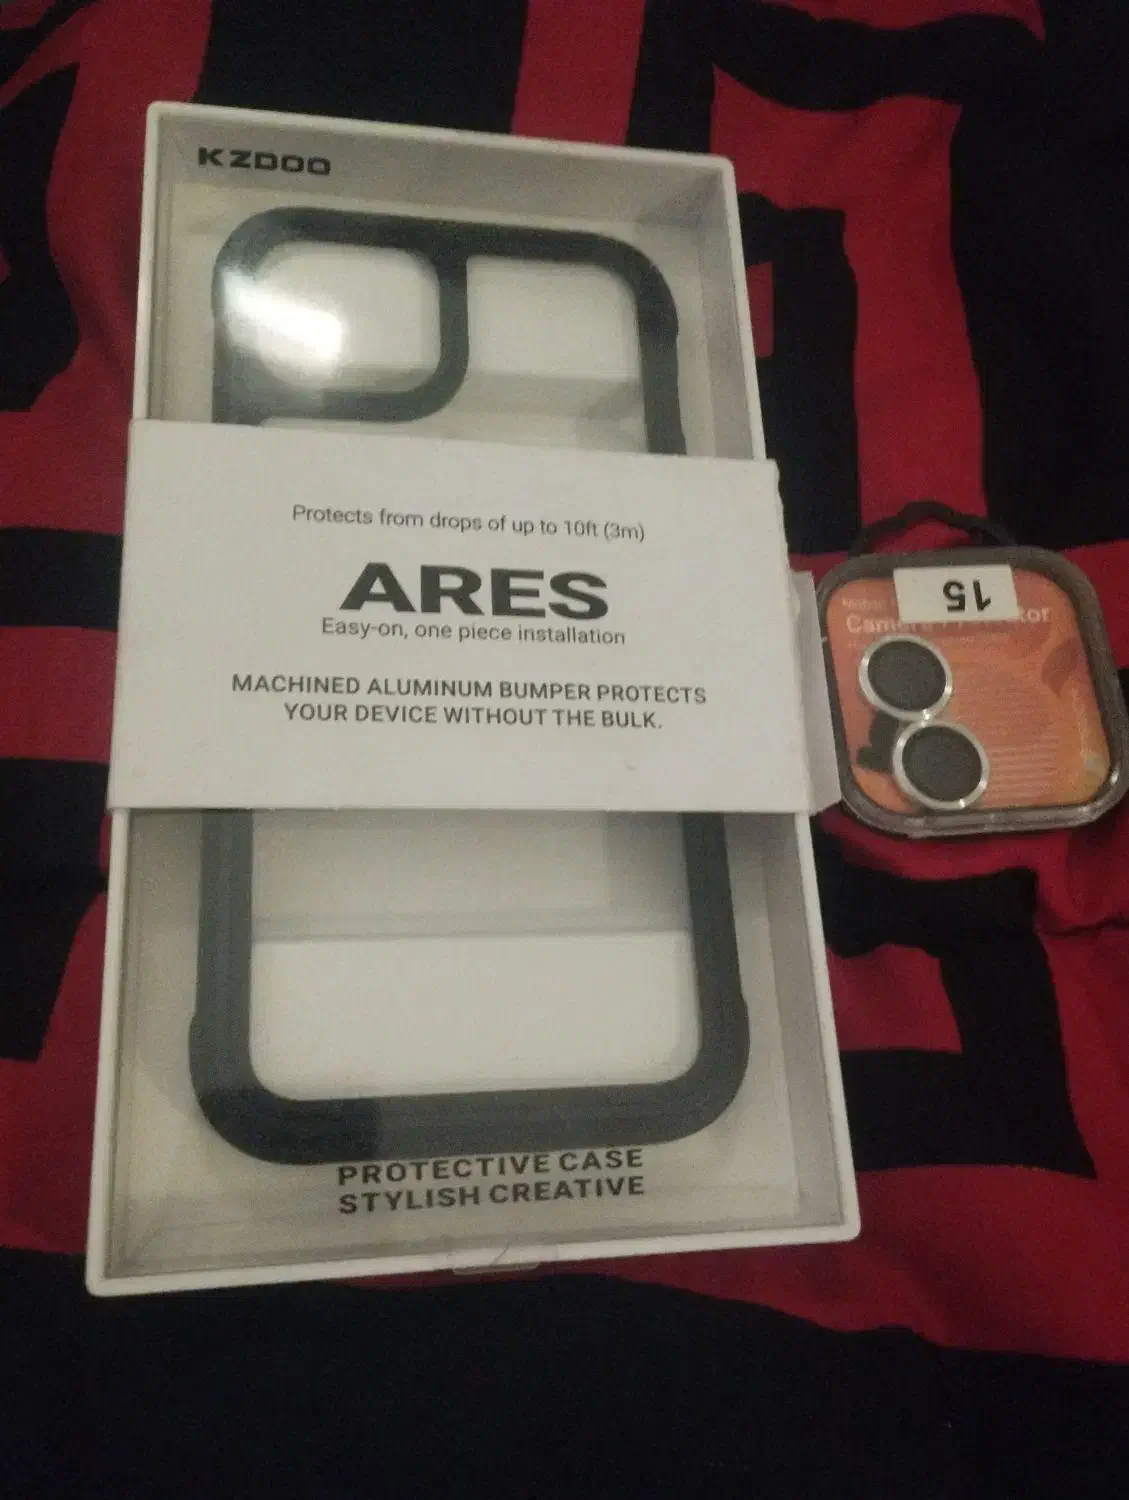 KZDOO
Protects from drops of up to 10ft (3m)
ARES
Easy-on, one piece installation
MACHINED ALUMINUM BUMPER PROTECTS
YOUR DEVICE WITHOUT THE BULK.
PROTECTIVE CASE
STYLISH CREATIVE
15